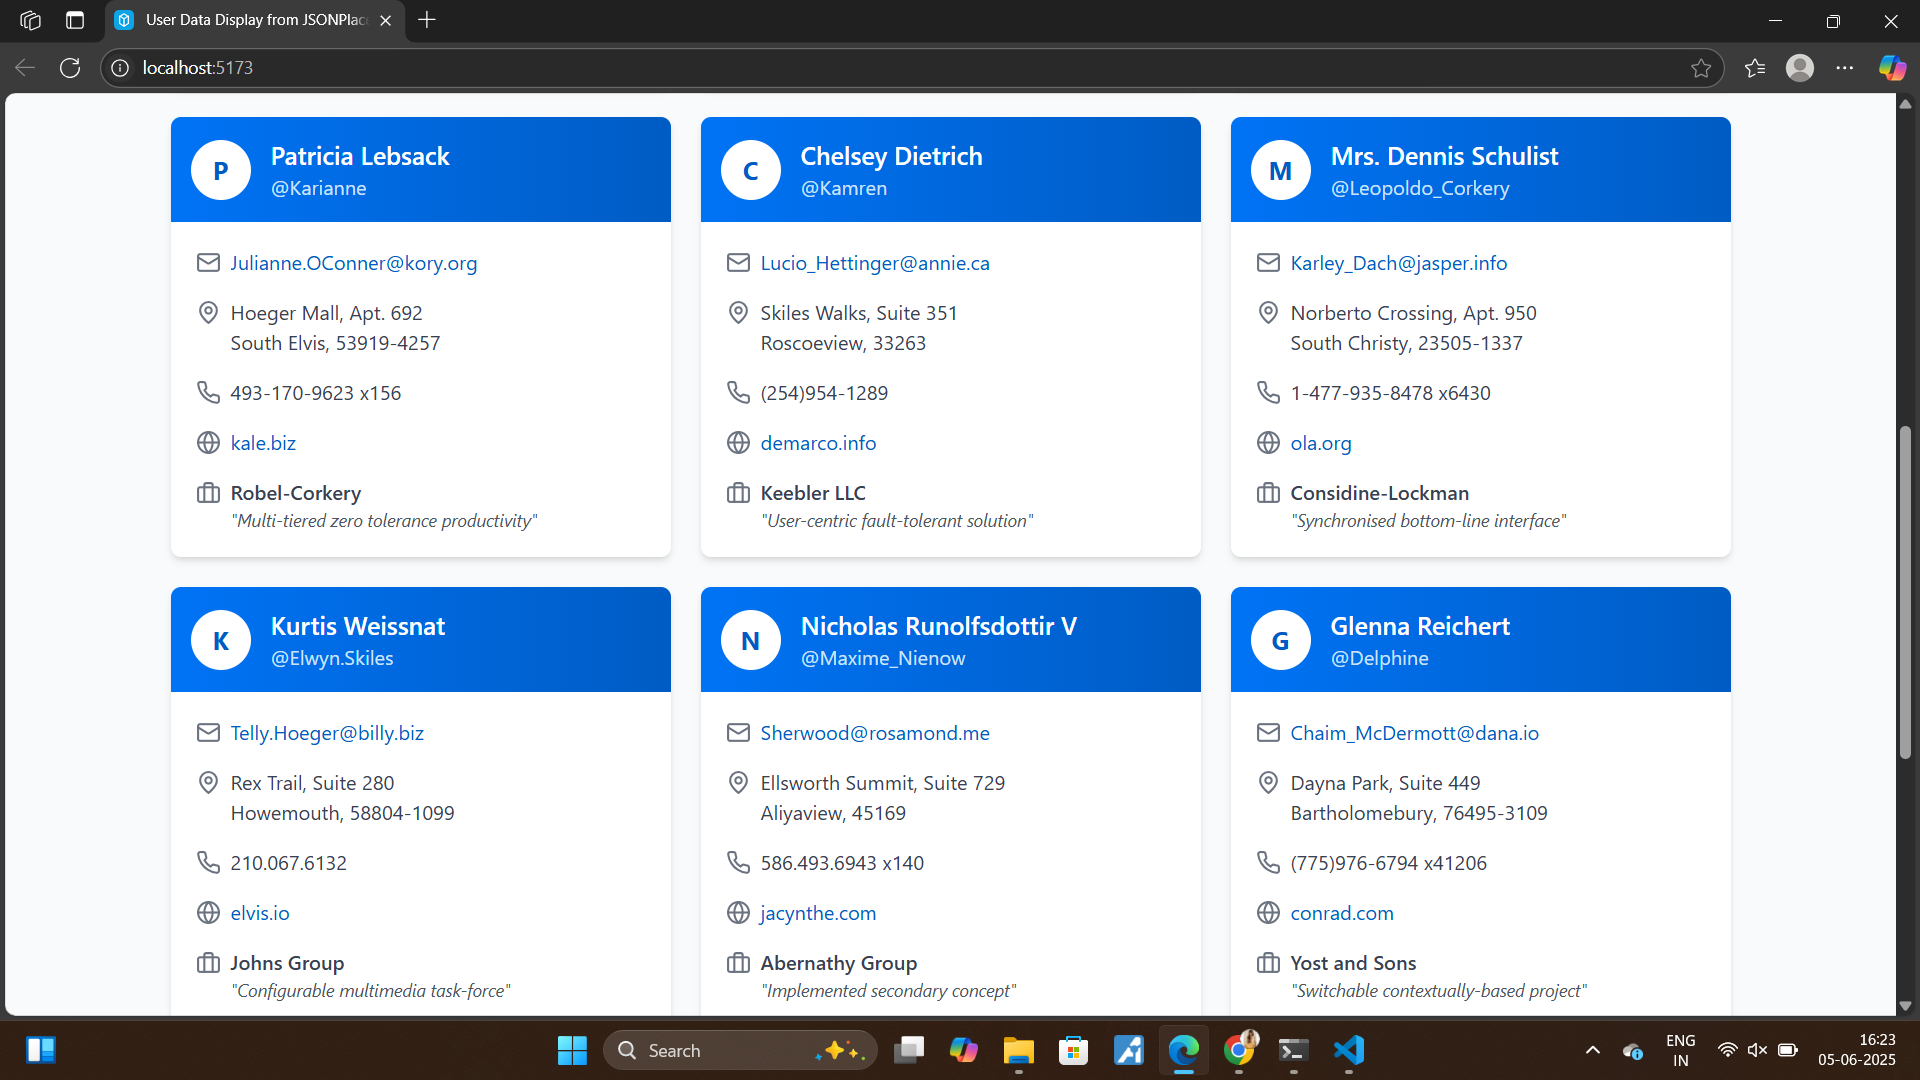 User Data Display from JSONPlac
localhost:5173
P
Patricia Lebsack
@Karianne
Julianne.OConner@kory.org
Hoeger Mall, Apt. 692
South Elvis, 53919-4257
493-170-9623 x156
kale.biz
Robel-Corkery
"Multi-tiered zero tolerance productivity"
C
Chelsey Dietrich
@Kamren
Lucio_Hettinger@annie.ca
Skiles Walks, Suite 351
Roscoeview, 33263
(254)954-1289
demarco.info
Keebler LLC
"User-centric fault-tolerant solution"
M
Mrs. Dennis Schulist
@Leopoldo_Corkery
Karley_Dach@jasper.info
Norberto Crossing, Apt. 950
South Christy, 23505-1337
1-477-935-8478 x6430
ola.org
Considine-Lockman
"Synchronised bottom-line interface"
K
Kurtis Weissnat
@Elwyn.Skiles
Telly.Hoeger@billy.biz
Rex Trail, Suite 280
Howemouth, 58804-1099
210.067.6132
elvis.io
Johns Group
"Configurable multimedia task-force"
N
Nicholas Runolfsdottir V
@Maxime_Nienow
Sherwood@rosamond.me
Ellsworth Summit, Suite 729
Aliyaview, 45169
586.493.6943 x140
jacynthe.com
Abernathy Group
"Implemented secondary concept"
G
Glenna Reichert
@Delphine
Chaim_McDermott@dana.io
Dayna Park, Suite 449
Bartholomebury, 76495-3109
(775)976-6794 x41206
conrad.com
Yost and Sons
"Switchable contextually-based project"
Search
ENG
IN
16:23
05-06-2025